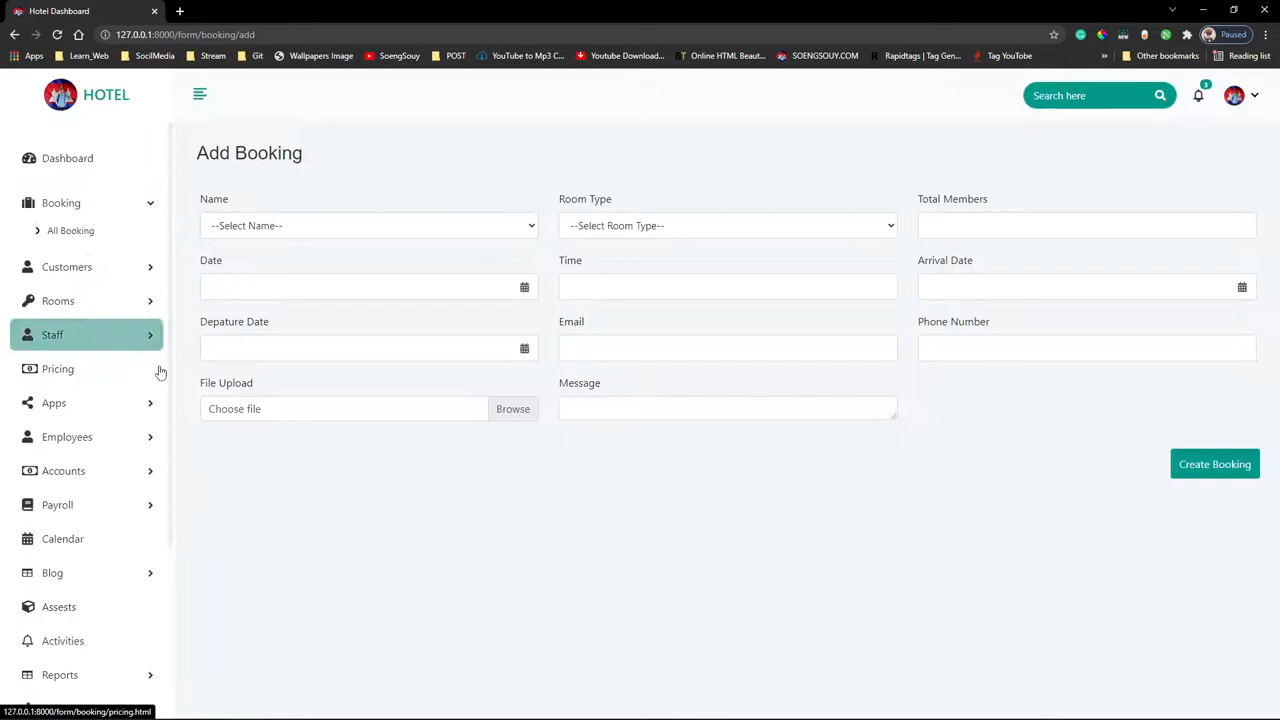 Hotel Dashboard
127.0.0.1:8000/form/booking/add
Paused
Apps Learn_Web SocilMedia Stream Git Wallpapers Image SoengSouy POST YouTube to Mp3 C... Youtube Download... Online HTML Beaut... SOENGSOUY.COM Rapidtags | Tag Gen... Tag YouTube » Other bookmarks Reading list
HOTEL
Search here
3
Dashboard
Booking
All Booking
Customers
Rooms
Staff
Pricing
Apps
Employees
Accounts
Payroll
Calendar
Blog
Assests
Activities
Reports
Add Booking
Name Room Type Total Members
--Select Name-- --Select Room Type--
Date Time Arrival Date
Depature Date Email Phone Number
File Upload Message
Choose file Browse
Create Booking
127.0.0.1:8000/form/booking/pricing.html